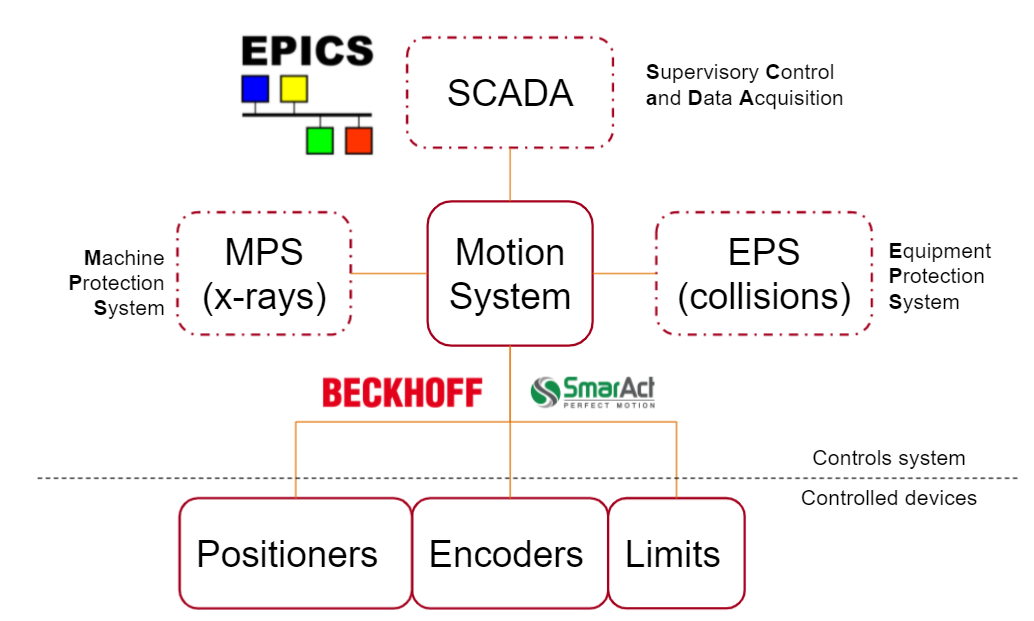 EPICS
SCADA
Supervisory Control
and Data Acquisition
MPS
(x-rays)
Machine
Protection
System
Motion
System
EPS
(collisions)
Equipment
Protection
System
BECKHOFF
SmarAct
PERFECT MOTION
Controls system
Controlled devices
Positioners
Encoders
Limits